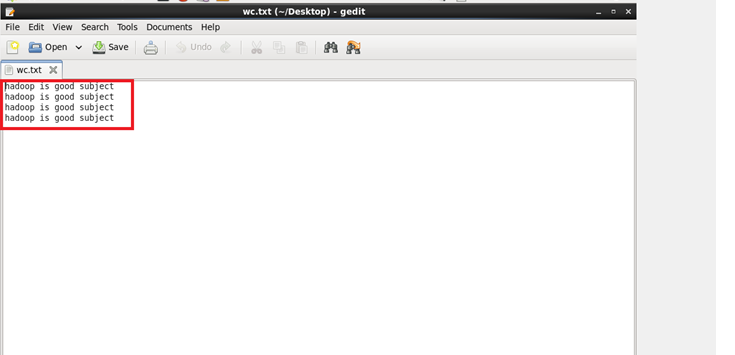 wc.txt (~/Desktop) - gedit
File Edit View Search Tools Documents Help
Open Save Undo
wc.txt
hadoop is good subject
hadoop is good subject
hadoop is good subject
hadoop is good subject